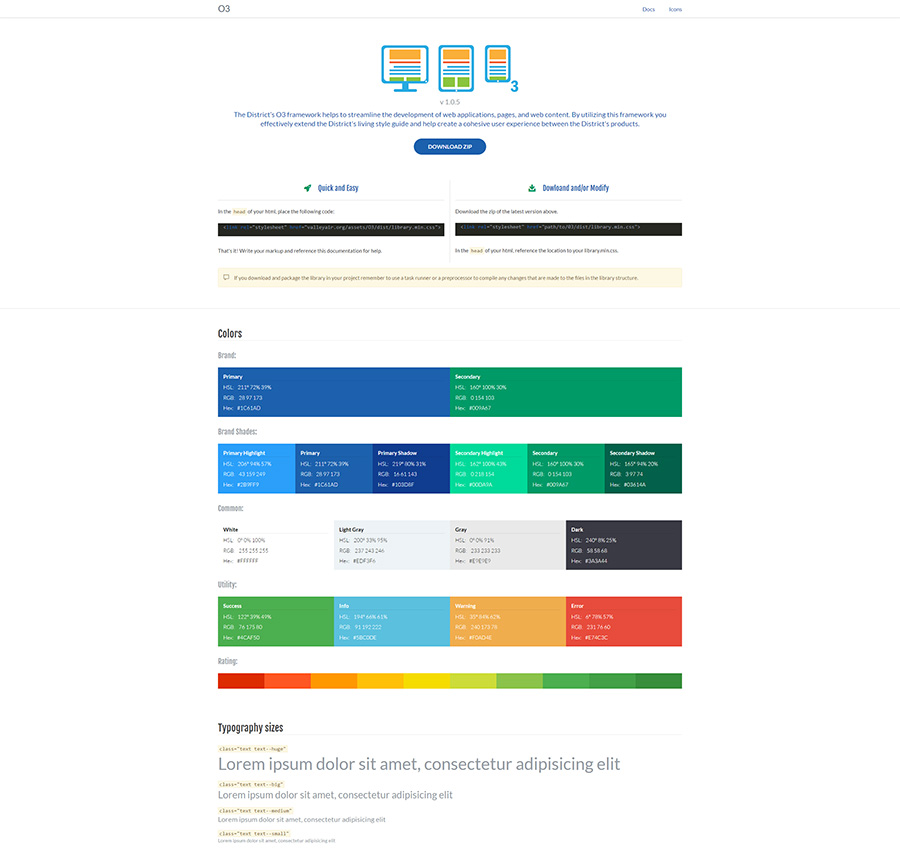 O3
Docs
Icons
3
v 1.0.5
The District's O3 framework helps to streamline the development of web applications, pages, and web content. By utilizing this framework you
effectively extend the District's living style guide and help create a cohesive user experience between the District's products.
DOWNLOAD ZIP
Quick and Easy
In the head of your html, place the following code:
<link rel="stylesheet" href="valleyair.org/assets/O3/dist/library.min.css">
That's it! Write your markup and reference this documentation for help.
Dowloand and/or Modify
Download the zip of the latest version above.
<link rel="stylesheet" href="path/to/O3/dist/library.min.css">
In the head of your html, reference the location to your library.min.css.
If you download and package the library in your project remember to use a task runner or a preprocessor to compile any changes that are made to the files in the library structure.
Colors
Brand:
Primary
HSL: 211° 72% 39%
RGB: 28 97 173
Hex: #1C61AD
Secondary
HSL: 160° 100% 30%
RGB: 0 154 103
Hex: #009A67
Brand Shades:
Primary Highlight
HSL: 206° 94% 57%
RGB: 43 159 249
Hex: #2B9FF9
Primary
HSL: 211° 72% 39%
RGB: 28 97 173
Hex: #1C61AD
Primary Shadow
HSL: 219° 80% 31%
RGB: 16 61 143
Hex: #103D8F
Secondary Highlight
HSL: 162° 100% 43%
RGB: 0 218 154
Hex: #00DA9A
Secondary
HSL: 160° 100% 30%
RGB: 0 154 103
Hex: #009A67
Secondary Shadow
HSL: 165° 94% 20%
RGB: 3 97 74
Hex: #03614A
Common:
White
HSL: 0° 0% 100%
RGB: 255 255 255
Hex: #FFFFFF
Light Gray
HSL: 200° 33% 95%
RGB: 237 243 246
Hex: #EDF3F6
Gray
HSL: 0° 0% 91%
RGB: 233 233 233
Hex: #E9E9E9
Dark
HSL: 240° 8% 25%
RGB: 58 58 68
Hex: #3A3A44
Utility:
Success
HSL: 122° 39% 49%
RGB: 76 175 80
Hex: #4CAF50
Info
HSL: 194° 66% 61%
RGB: 91 192 222
Hex: #5BC0DE
Warning
HSL: 35° 84% 62%
RGB: 240 173 78
Hex: #F0AD4E
Error
HSL: 6° 78% 57%
RGB: 231 76 60
Hex: #E74C3C
Rating:
Typography sizes
class="text text--huge"
Lorem ipsum dolor sit amet, consectetur adipisicing elit
class="text text--big"
Lorem ipsum dolor sit amet, consectetur adipisicing elit
class="text text--medium"
Lorem ipsum dolor sit amet, consectetur adipisicing elit
class="text text--small"
Lorem ipsum dolor sit amet, consectetur adipisicing elit